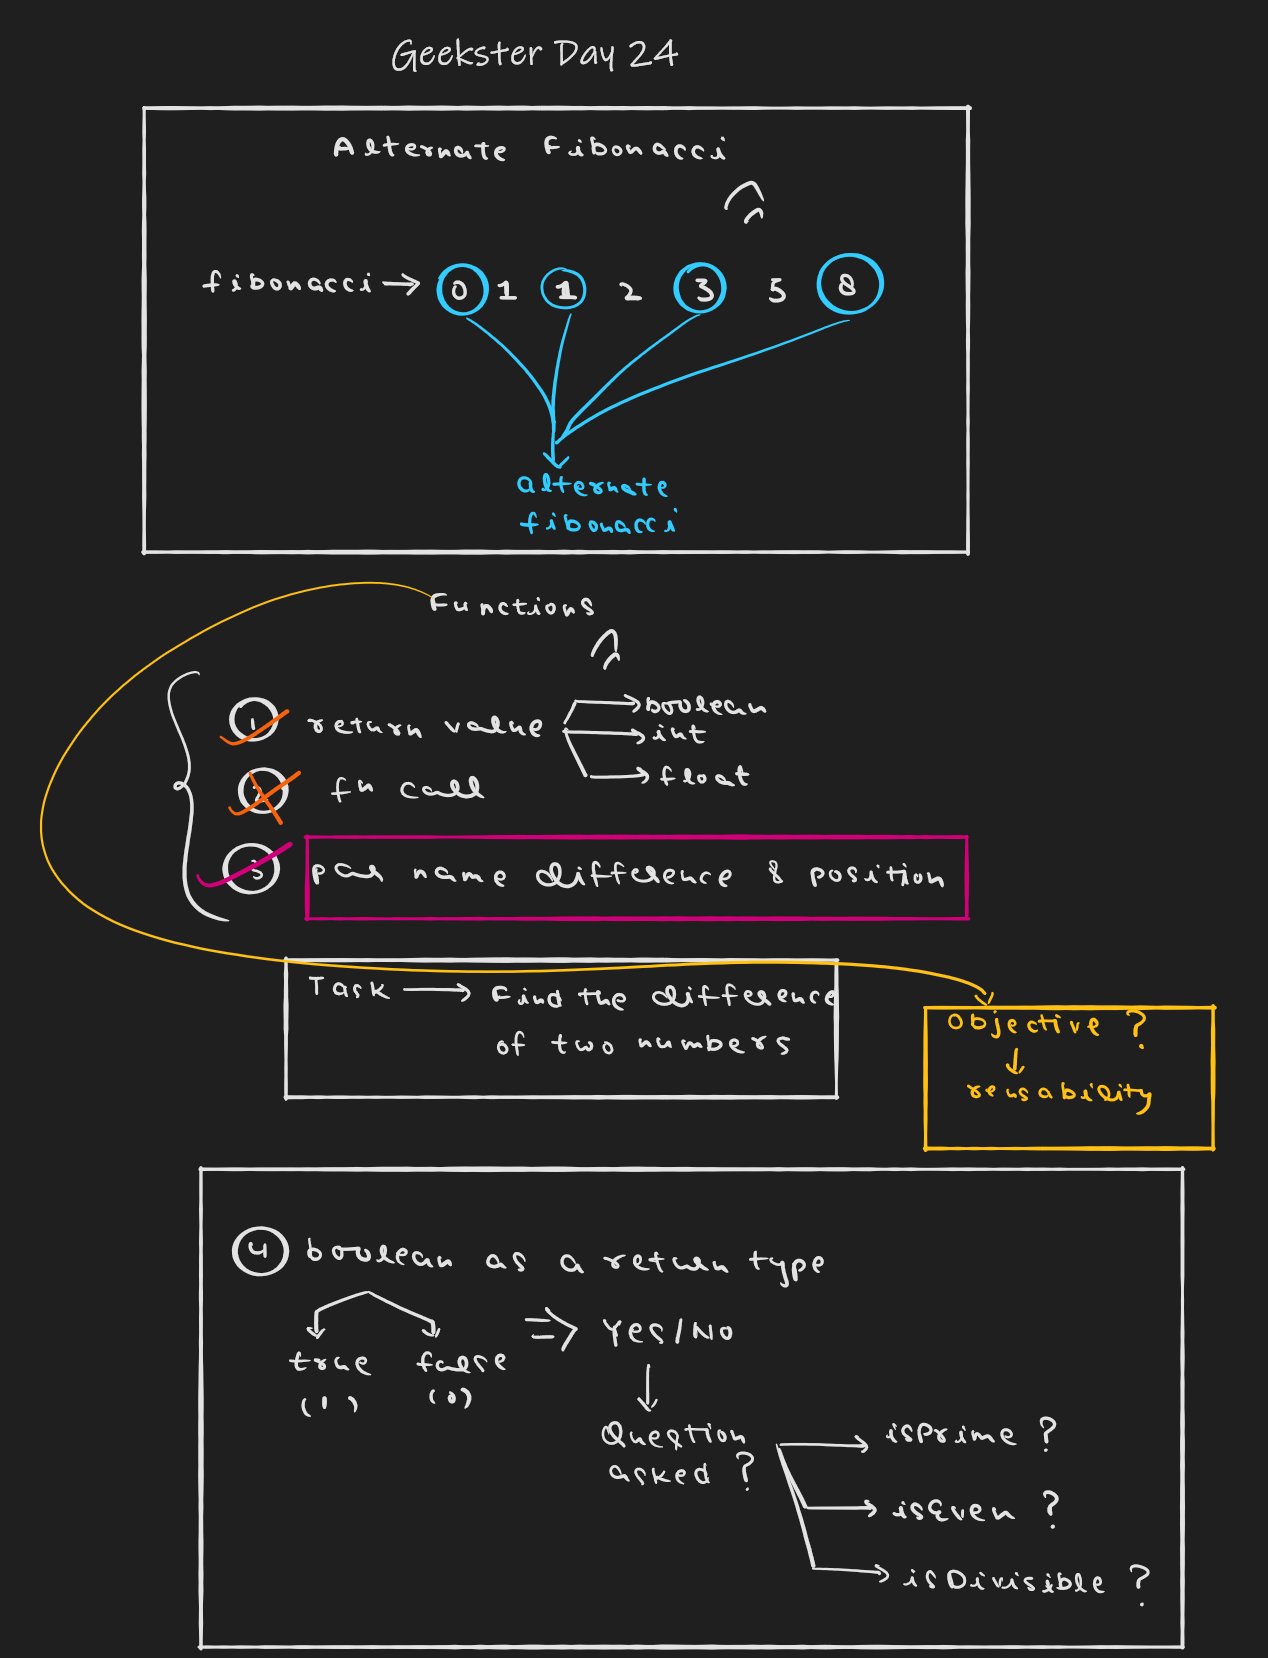 Geekster Day 24
Alternate Fibonacci
fibonacci → 0 1 1 2 3 5 8
alternate
fibonacci
Functions
1 return value → boolean
→ int
→ float
2 fn call
3 par name difference & position
Task → Find the difference
of two numbers
Objective ?
reusability
4 boolean as a return type
true false ⇒ Yes/No
(1) (0)
Question
asked ?
→ isPrime ?
→ isEven ?
→ isDivisible ?